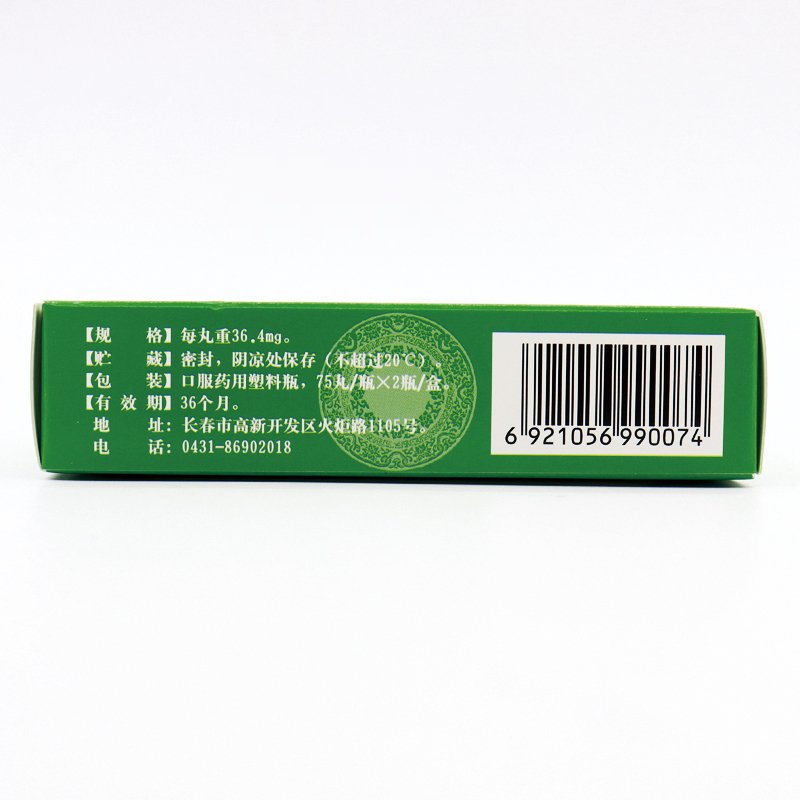 【规 格】每丸重36.4mg。
【贮 藏】密封，阴凉处保存（不超过20℃）。
【包 装】口服药用塑料瓶，75丸/瓶×2瓶/盒。
【有 效 期】36个月。
地 址：长春市高新开发区火炬路1105号。
电 话：0431-86902018
6 921056 990074